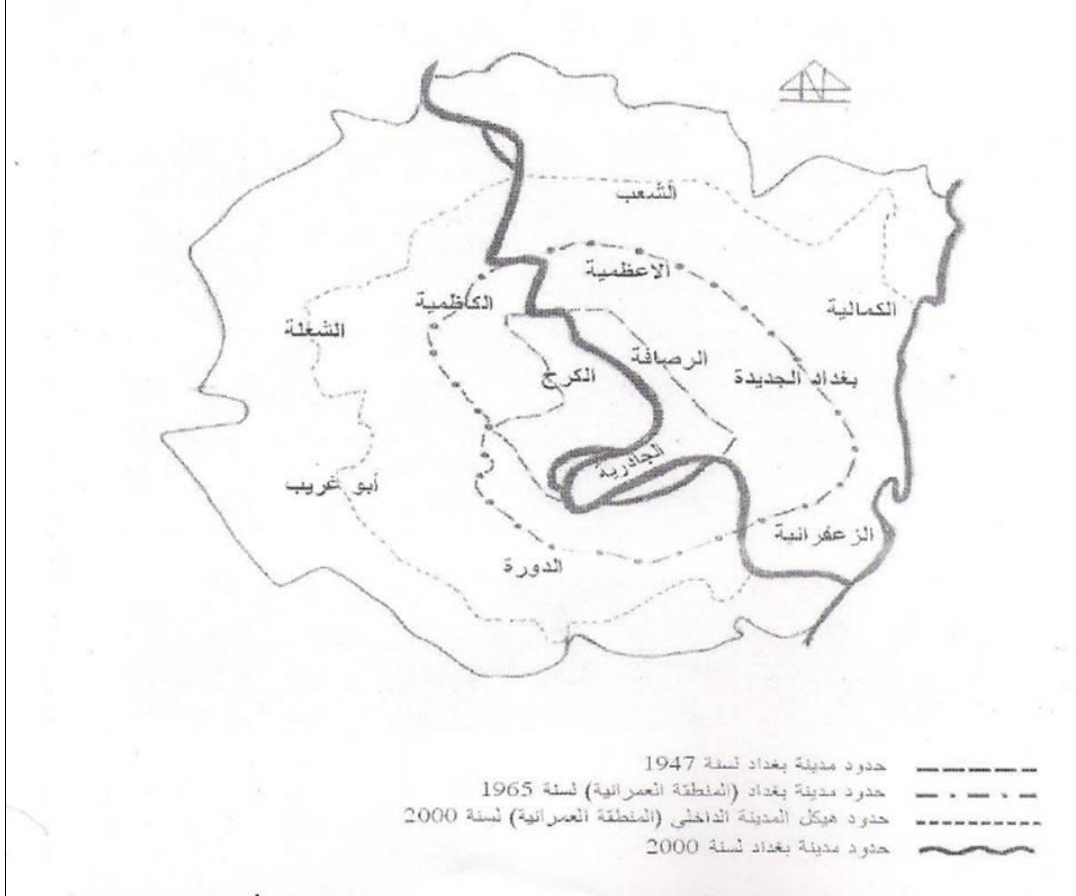 N
الشعب
الاعظمية
الكاظمية
الكمالية
الشعلة
الرصافة
الكرخ
بغداد الجديدة
الجادرية
أبو غريب
الزعفرانية
الدورة
حدود مدينة بغداد لسنة 1947
حدود مدينة بغداد (المنطقة العمرانية) لسنة 1965
حدود هيكل المدينة الداخلي (المنطقة العمرانية) لسنة 2000
حدود مدينة بغداد لسنة 2000